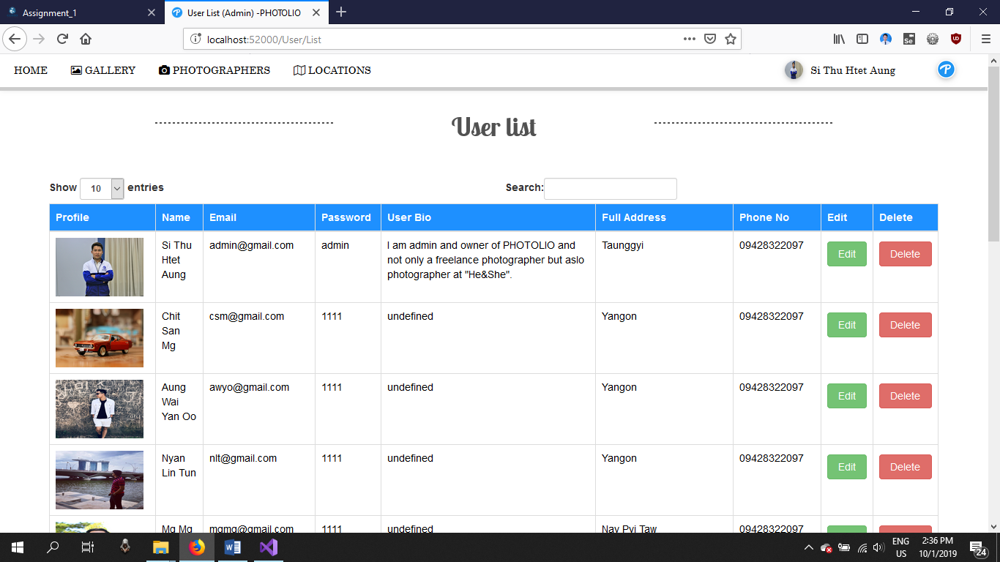 Assignment_1
User List (Admin) -PHOTOLIO
localhost:52000/User/List
HOME GALLERY PHOTOGRAPHERS LOCATIONS Si Thu Htet Aung
User list
Show 10 entries Search:
Profile Name Email Password User Bio Full Address Phone No Edit Delete
Si Thu admin@gmail.com admin I am admin and owner of PHOTOLIO and Taunggyi 09428322097 Edit Delete
Htet not only a freelance photographer but aslo
Aung photographer at "He&She".
Chit csm@gmail.com 1111 undefined Yangon 09428322097 Edit Delete
San
Mg
Aung awyo@gmail.com 1111 undefined Yangon 09428322097 Edit Delete
Wai
Yan Oo
Nyan nlt@gmail.com 1111 undefined Yangon 09428322097 Edit Delete
Lin Tun
Mg Mg mgmg@gmail.com 1111 undefined Nay Pyi Taw 09428322097
ENG 2:36 PM
US 10/1/2019 24